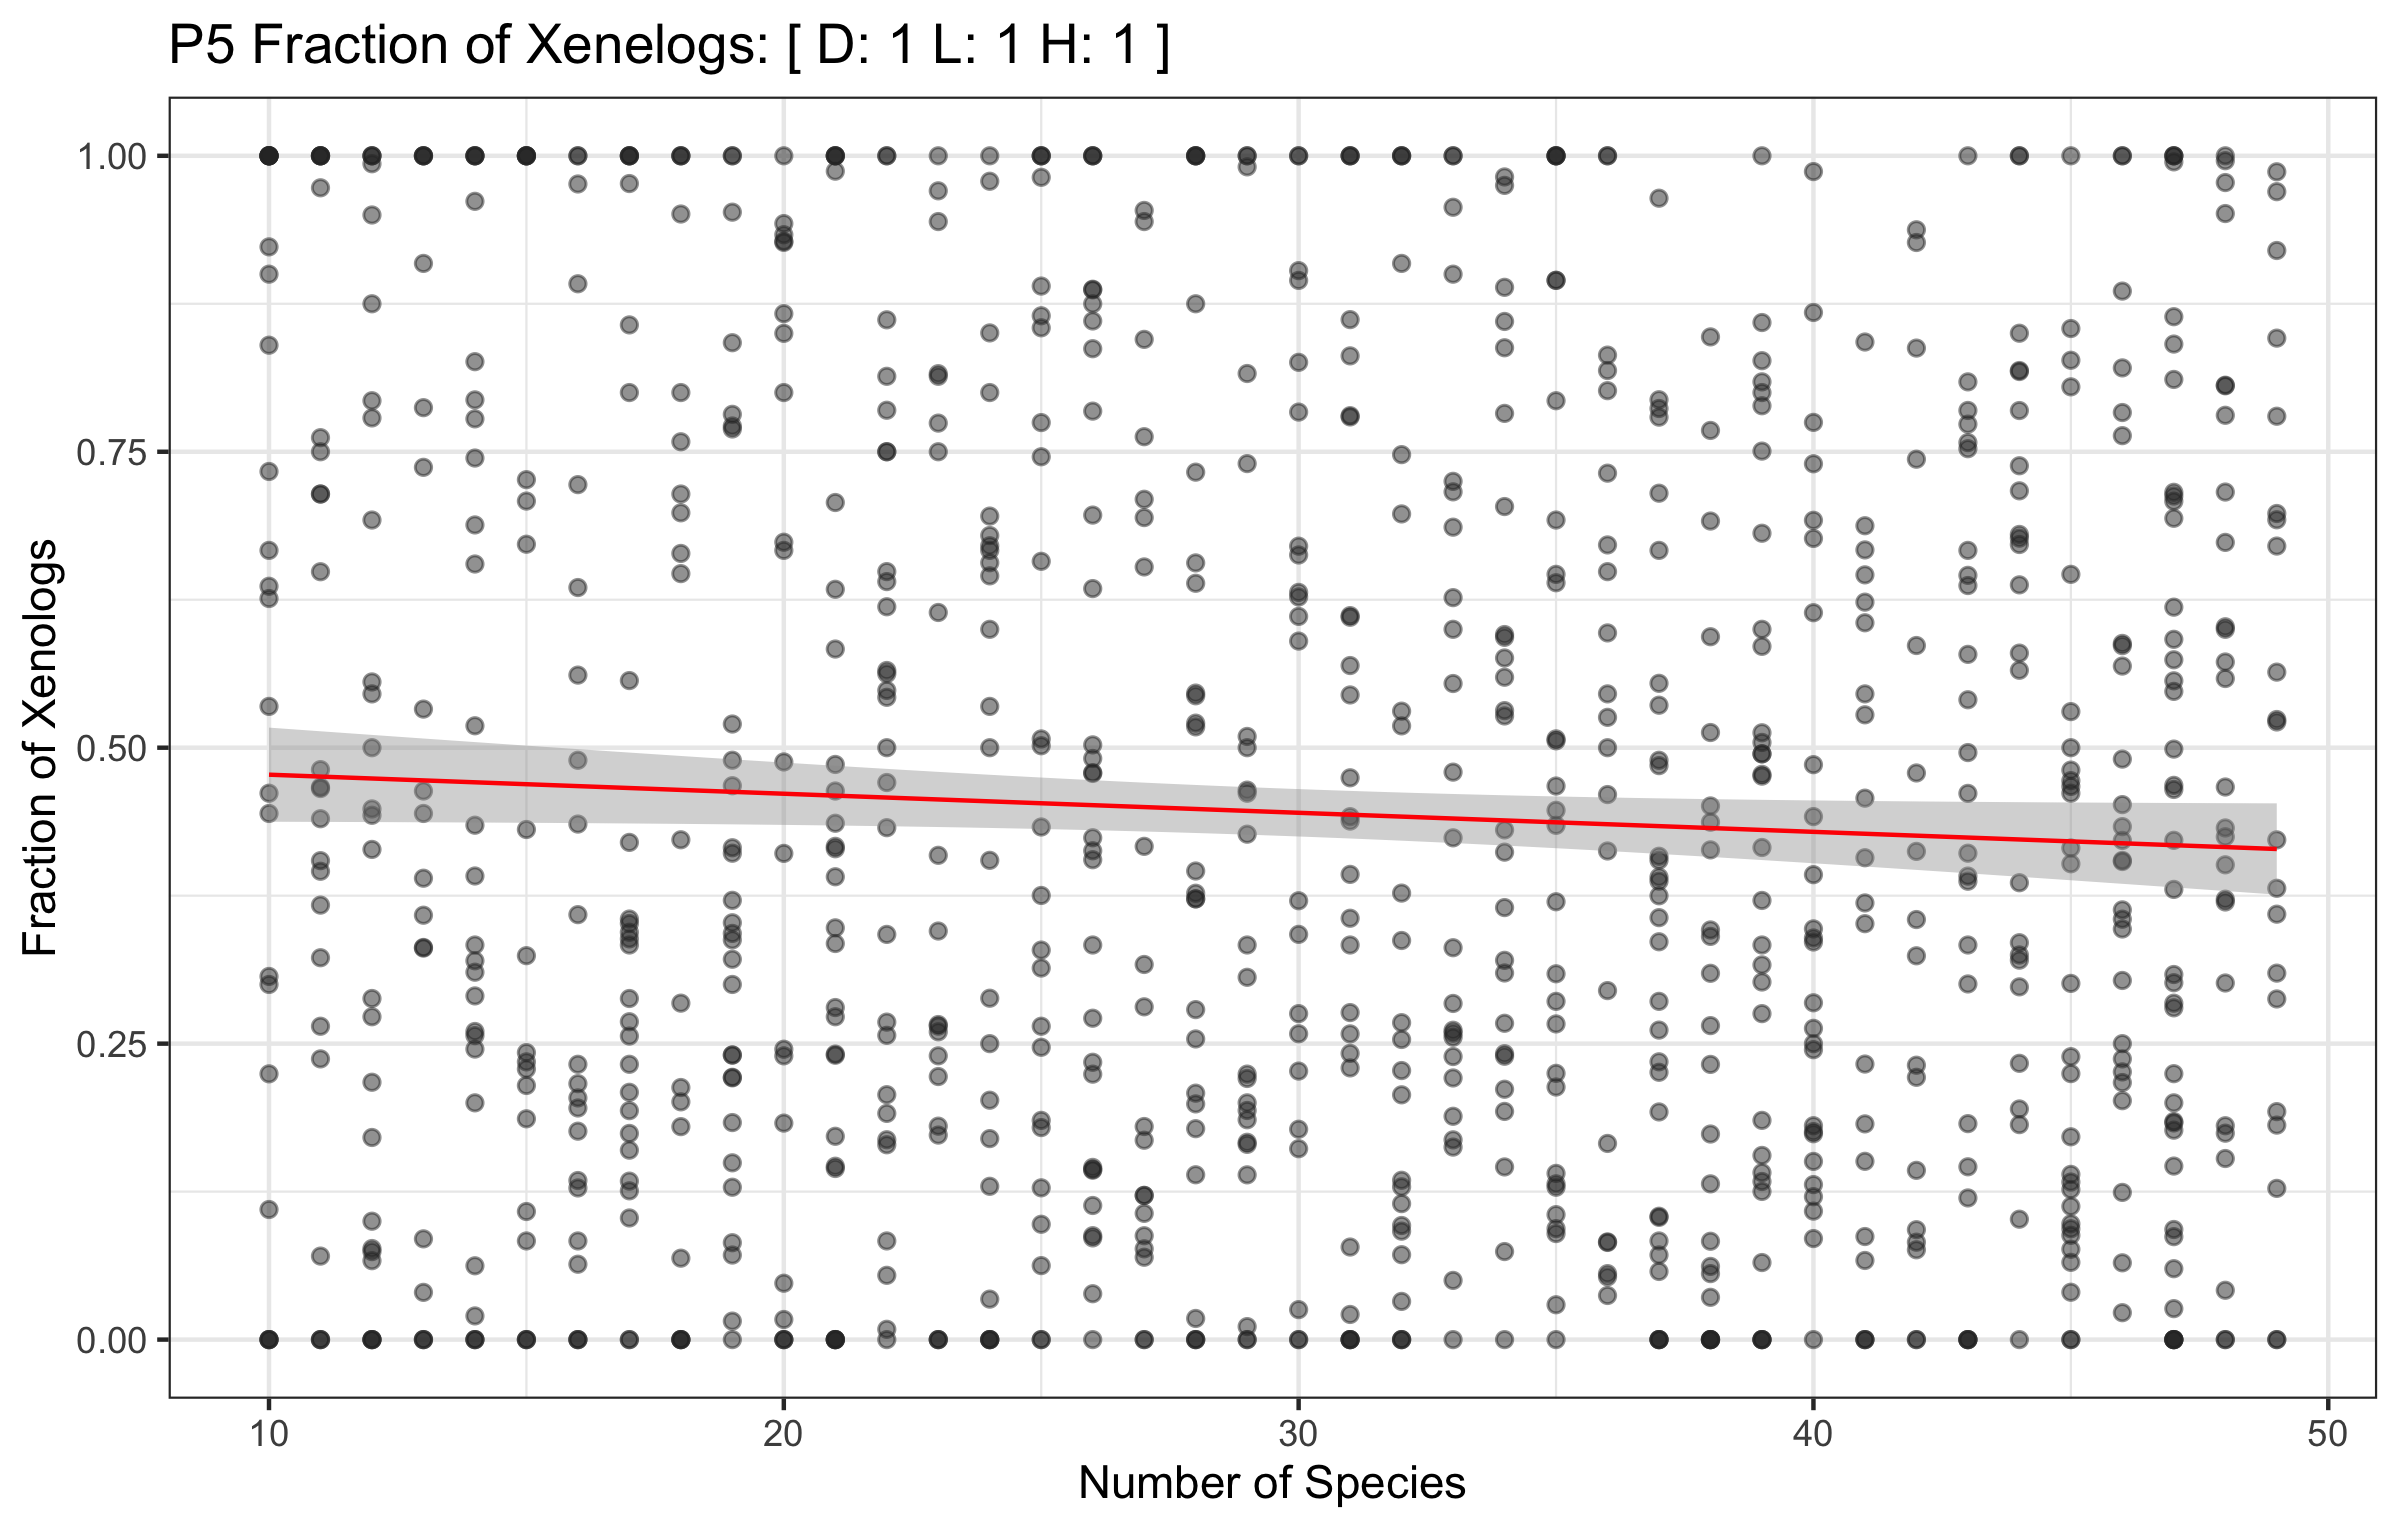 P5 Fraction of Xenelogs: [ D: 1 L: 1 H: 1 ]
Fraction of Xenologs
1.00
0.75
0.50
0.25
0.00
10 20 30 40 50
Number of Species